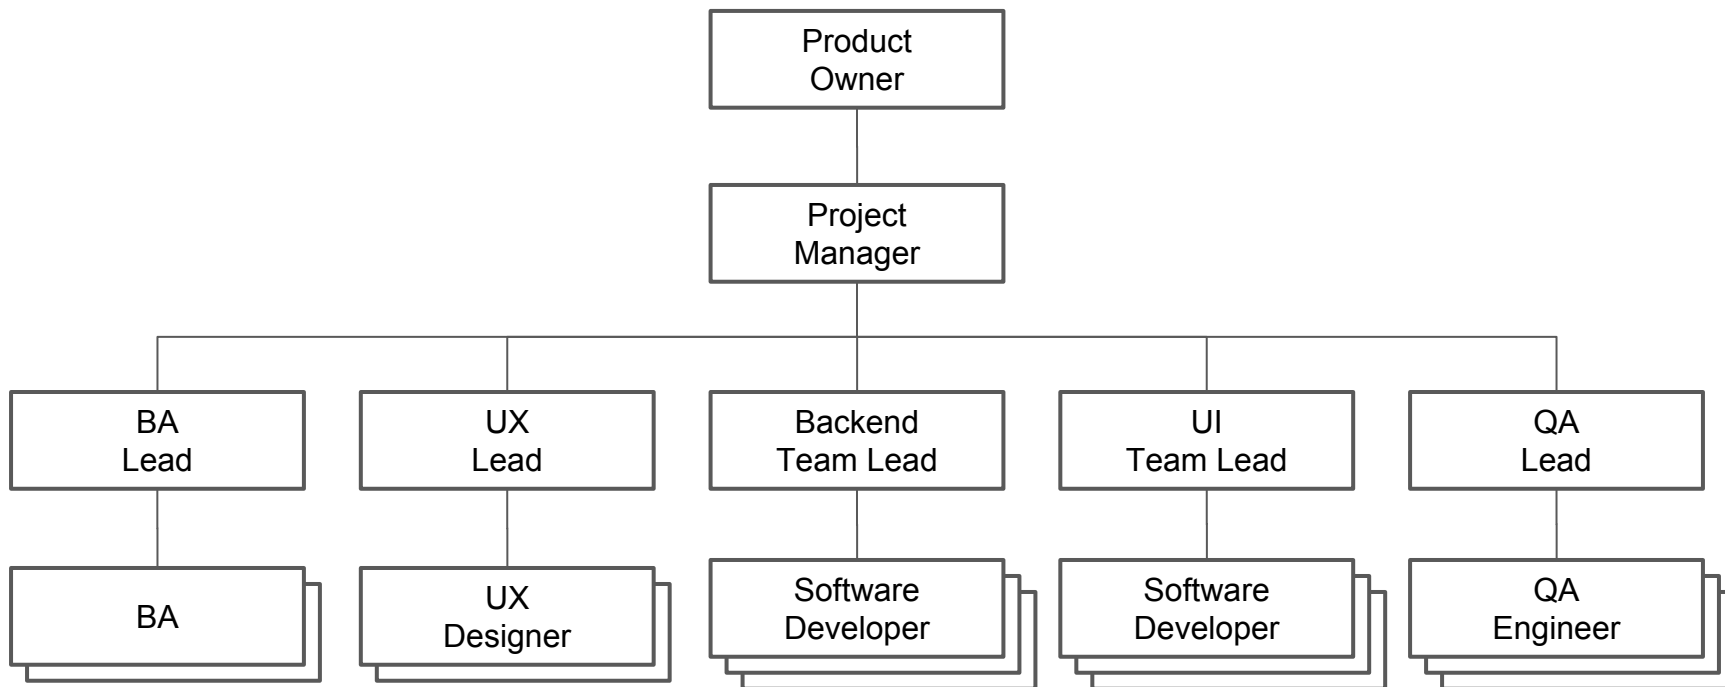 Product
Owner
Project
Manager
BA
Lead
UX
Lead
Backend
Team Lead
UI
Team Lead
QA
Lead
BA
UX
Designer
Software
Developer
Software
Developer
QA
Engineer